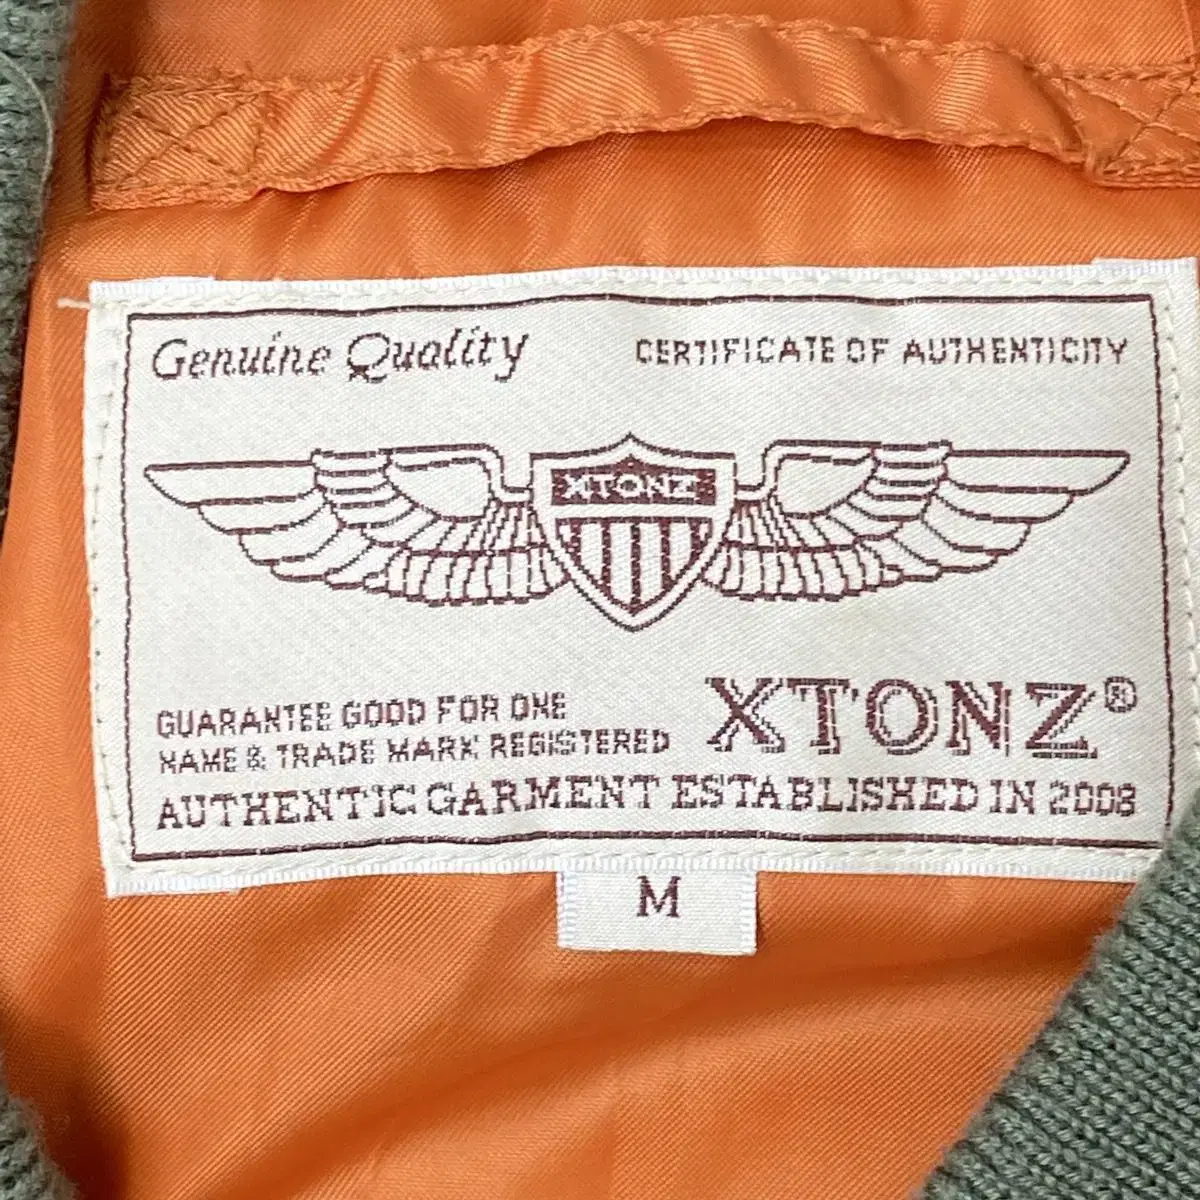 Genuine Quality
CERTIFICATE OF AUTHENTICITY
XTONZ
GUARANTEE GOOD FOR ONE
NAME & TRADE MARK REGISTERED
XTONZ®
AUTHENTIC GARMENT ESTABLISHED IN 2008
M